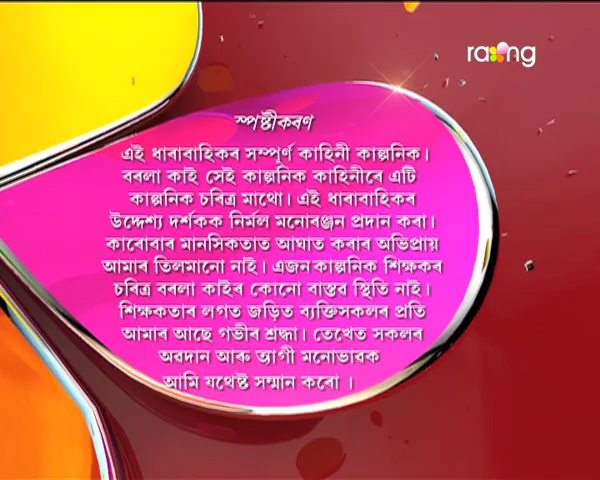 raang
স্পষ্টীকৰণ
এই ধাৰাবাহিকৰ সম্পূৰ্ণ কাহিনী কাল্পনিক।
বৰলা কাই সেই কাল্পনিক কাহিনীৰে এটি
কাল্পনিক চৰিত্ৰ মাথো। এই ধাৰাবাহিকৰ
উদ্দেশ্য দৰ্শকক নিৰ্মল মনোৰঞ্জন প্ৰদান কৰা।
কাৰোবাৰ মানসিকতাত আঘাত কৰাৰ অভিপ্ৰায়
আমাৰ তিলমানো নাই। এজন কাল্পনিক শিক্ষকৰ
চৰিত্ৰ বৰলা কাইৰ কোনো বাস্তৱ স্থিতি নাই।
শিক্ষকতাৰ লগত জড়িত ব্যক্তিসকলৰ প্ৰতি
আমাৰ আছে গভীৰ শ্ৰদ্ধা। তেখেত সকলৰ
অৱদান আৰু ত্যাগী মনোভাৱক
আমি যথেষ্ট সন্মান কৰো ।